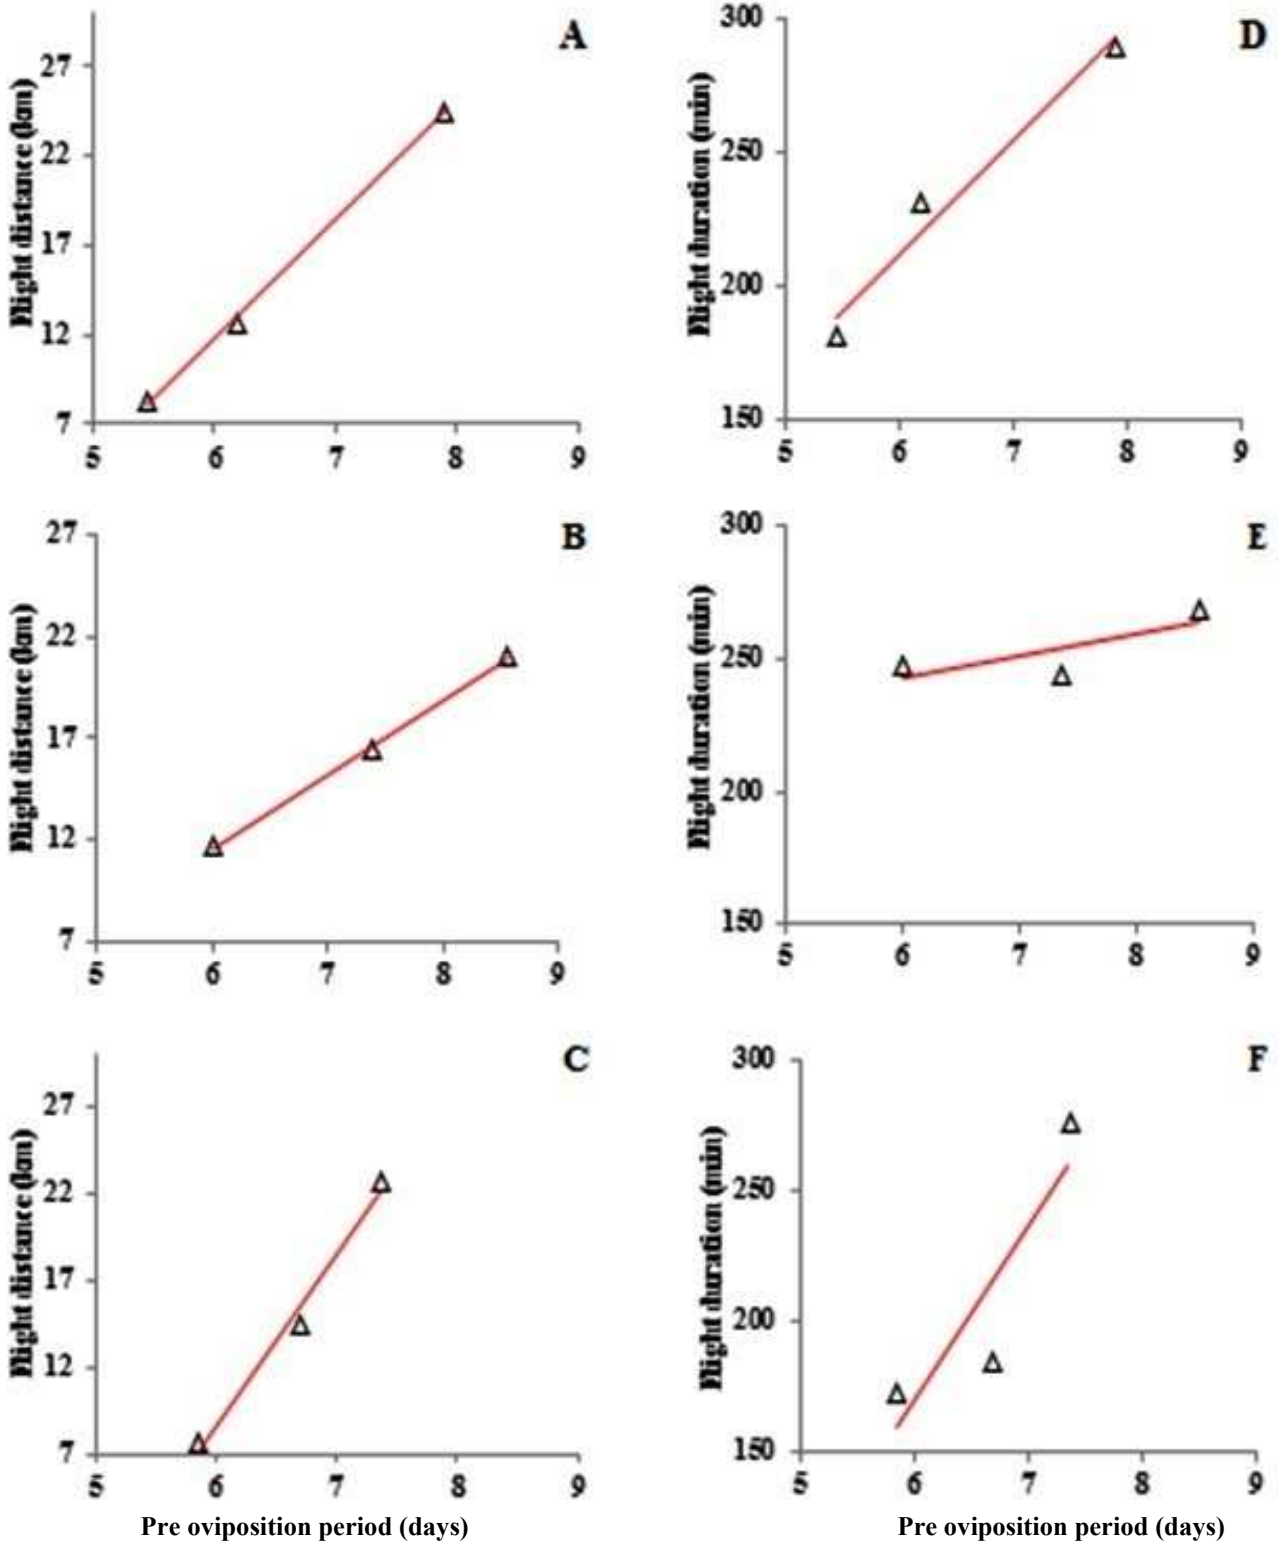 A
Flight distance (km)
27
22
17
12
7
5 6 7 8 9
D
Flight duration (min)
300
250
200
150
5 6 7 8 9
B
Flight distance (km)
27
22
17
12
7
5 6 7 8 9
E
Flight duration (min)
300
250
200
150
5 6 7 8 9
C
Flight distance (km)
27
22
17
12
7
5 6 7 8 9
Pre oviposition period (days)
F
Flight duration (min)
300
250
200
150
5 6 7 8 9
Pre oviposition period (days)